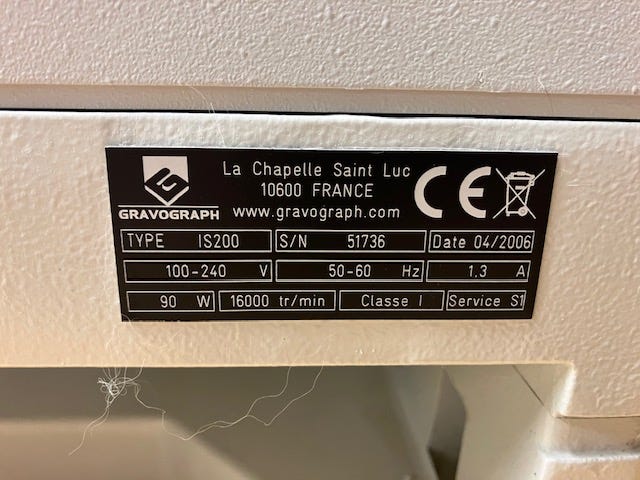 La Chapelle Saint Luc
10600 FRANCE
GRAVOGRAPH www.gravograph.com
CE
TYPE IS200 S/N 51736 Date 04/2006
100-240 V 50-60 Hz 1.3 A
90 W 16000 tr/min Classe I Service S1